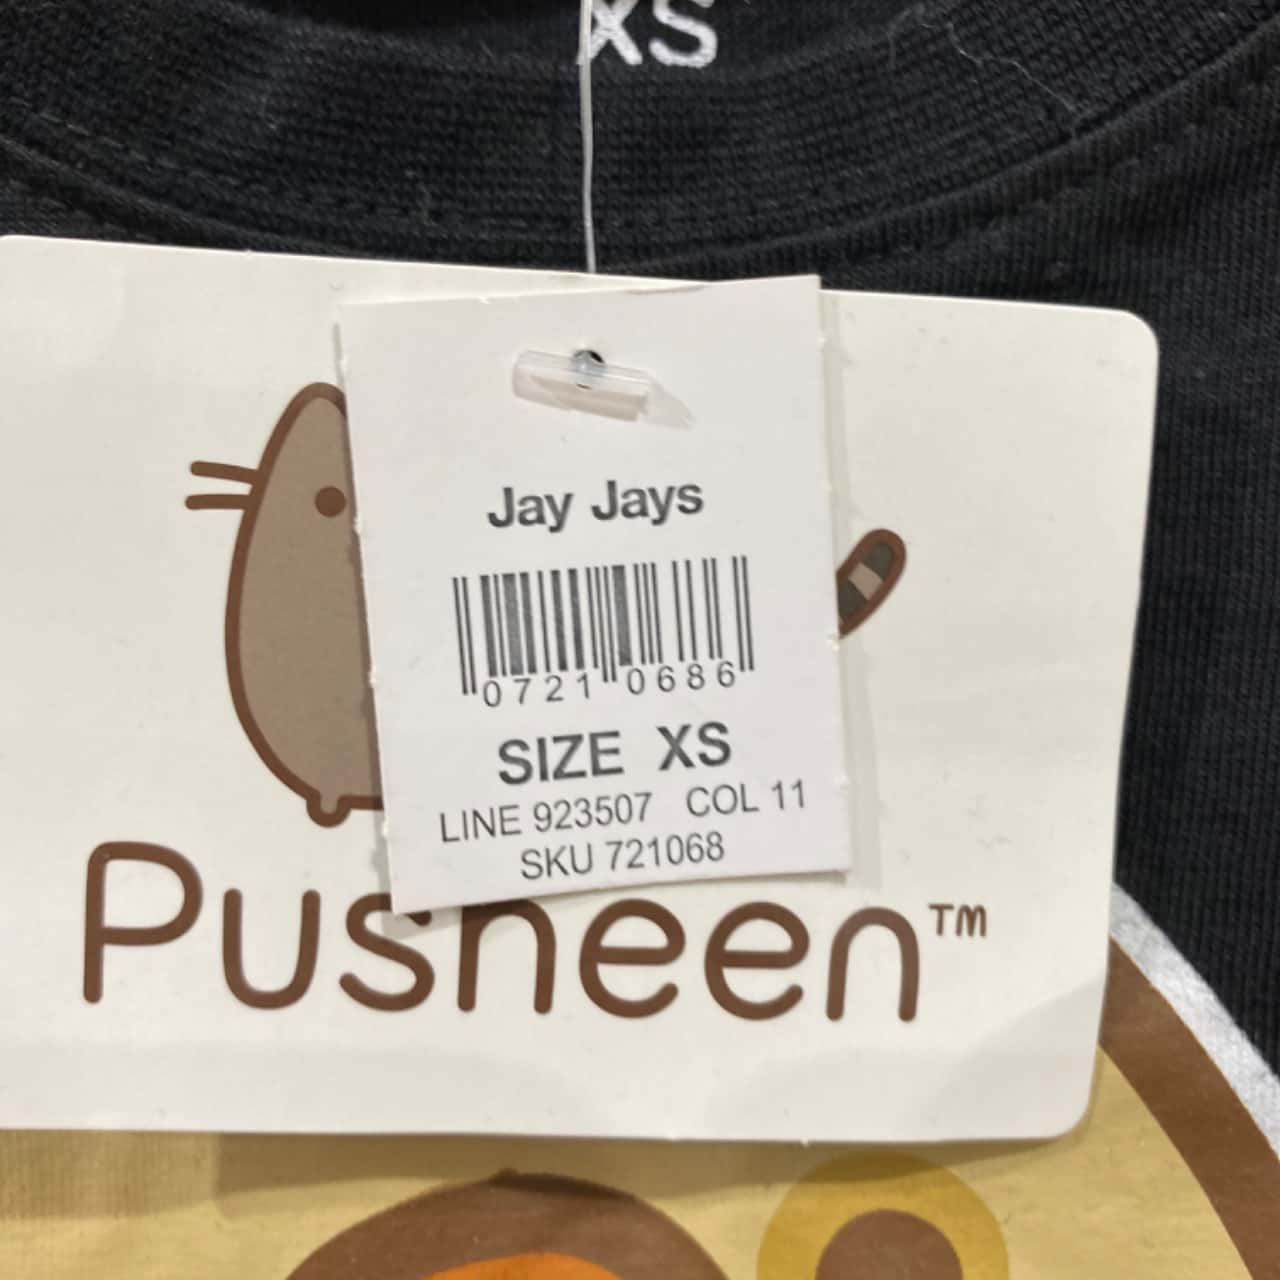 XS
Jay Jays
0721 0686
SIZE XS
LINE 923507 COL 11
SKU 721068
Pusheen™